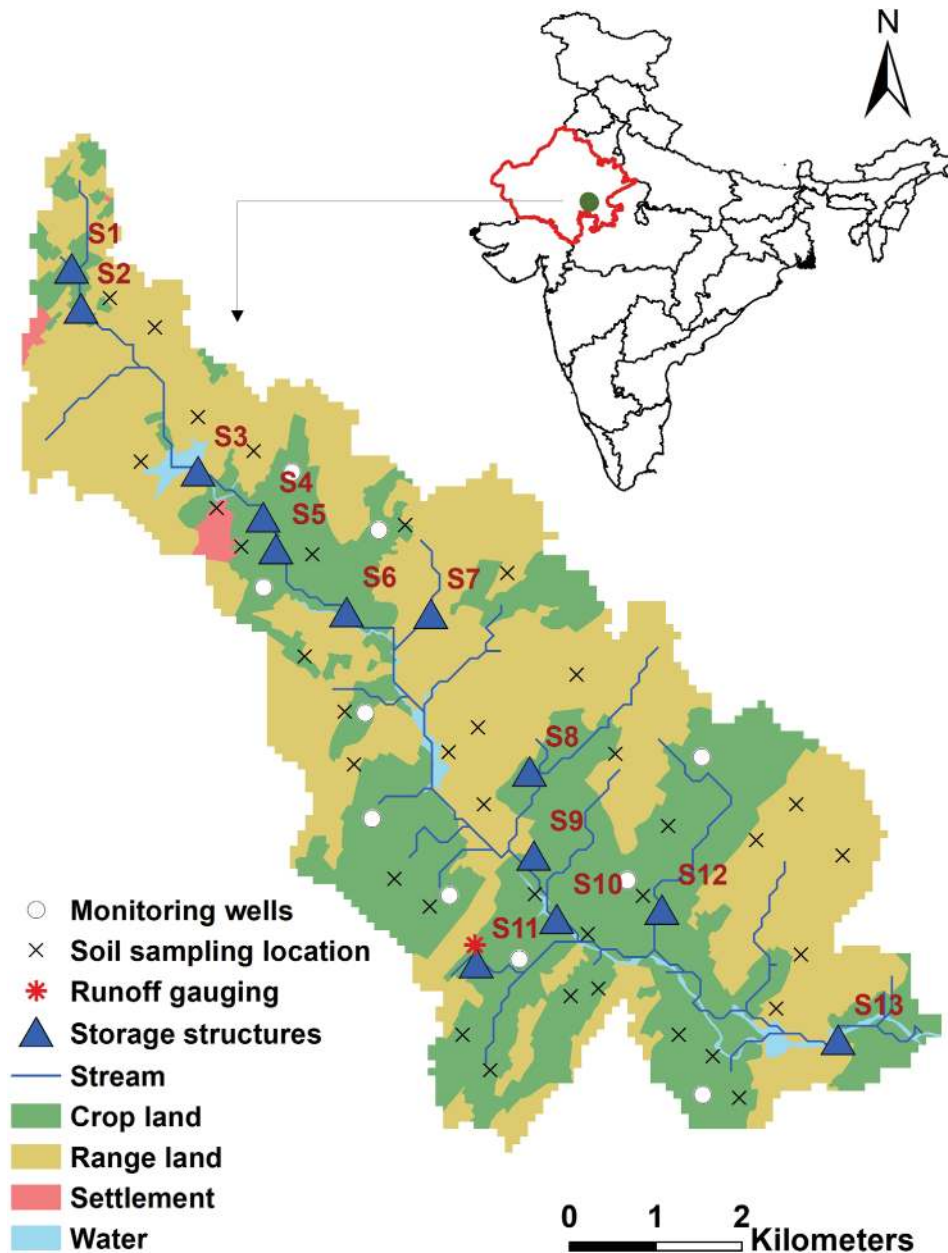 N
S1
S2
S3
S4
S5
S6
S7
S8
S9
S10
S12
S11
S13
Monitoring wells
Soil sampling location
Runoff gauging
Storage structures
Stream
Crop land
Range land
Settlement
Water
0 1 2
Kilometers